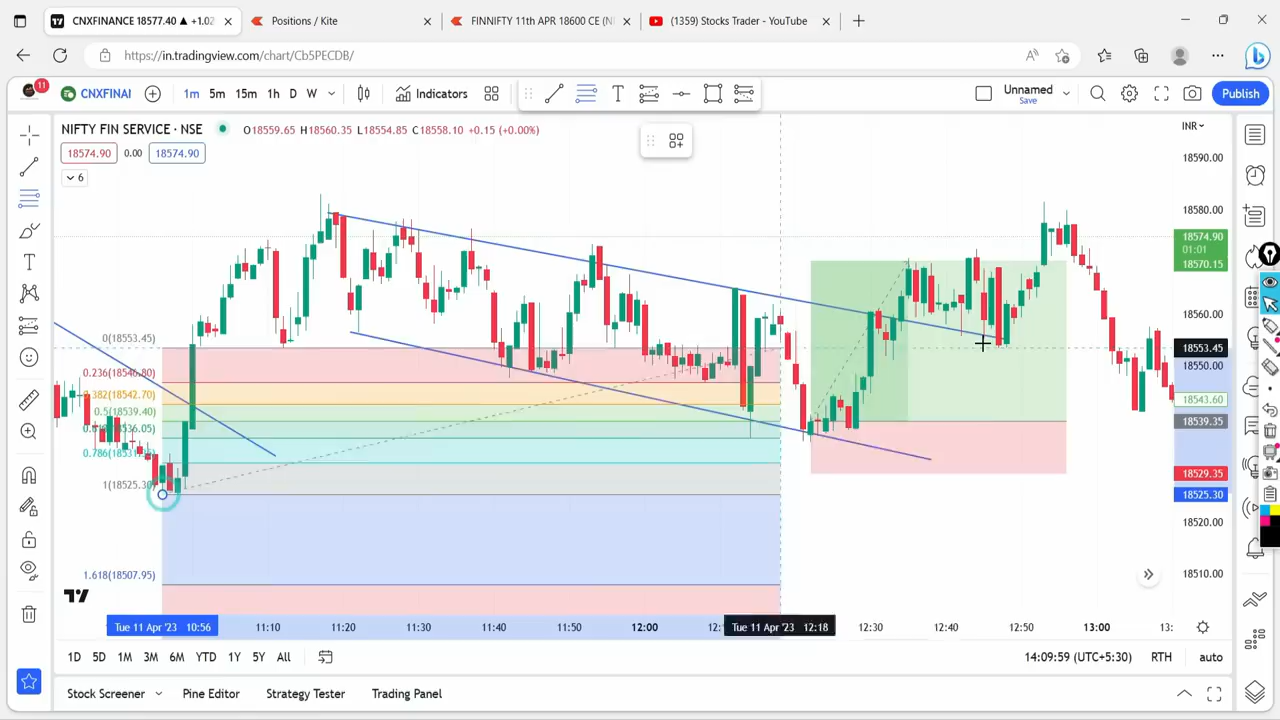 CNXFINANCE 18577.40 ▲ +1.02
Positions / Kite
FINNIFTY 11th APR 18600 CE (N
(1359) Stocks Trader - YouTube
https://in.tradingview.com/chart/Cb5PECDB/
11
CNXFINAI
1m
5m
15m
1h
D
W
Indicators
Unnamed
Save
Publish
NIFTY FIN SERVICE · NSE
O18559.65 H18560.35 L18554.85 C18558.10 +0.15 (+0.00%)
INR
18574.90
0.00
18574.90
6
18590.00
18580.00
18574.90
01:01
18570.15
18560.00
18553.45
18550.00
18543.60
18539.35
18529.35
18525.30
18520.00
18510.00
0(18553.45)
0.236(18546.80)
0.382(18542.70)
0.5(18539.40)
1(18525.30)
1.618(18507.95)
Tue 11 Apr '23 10:56
11:10
11:20
11:30
11:40
11:50
12:00
Tue 11 Apr '23 12:18
12:30
12:40
12:50
13:00
13:
1D
5D
1M
3M
6M
YTD
1Y
5Y
All
14:09:59 (UTC+5:30)
RTH
auto
Stock Screener
Pine Editor
Strategy Tester
Trading Panel